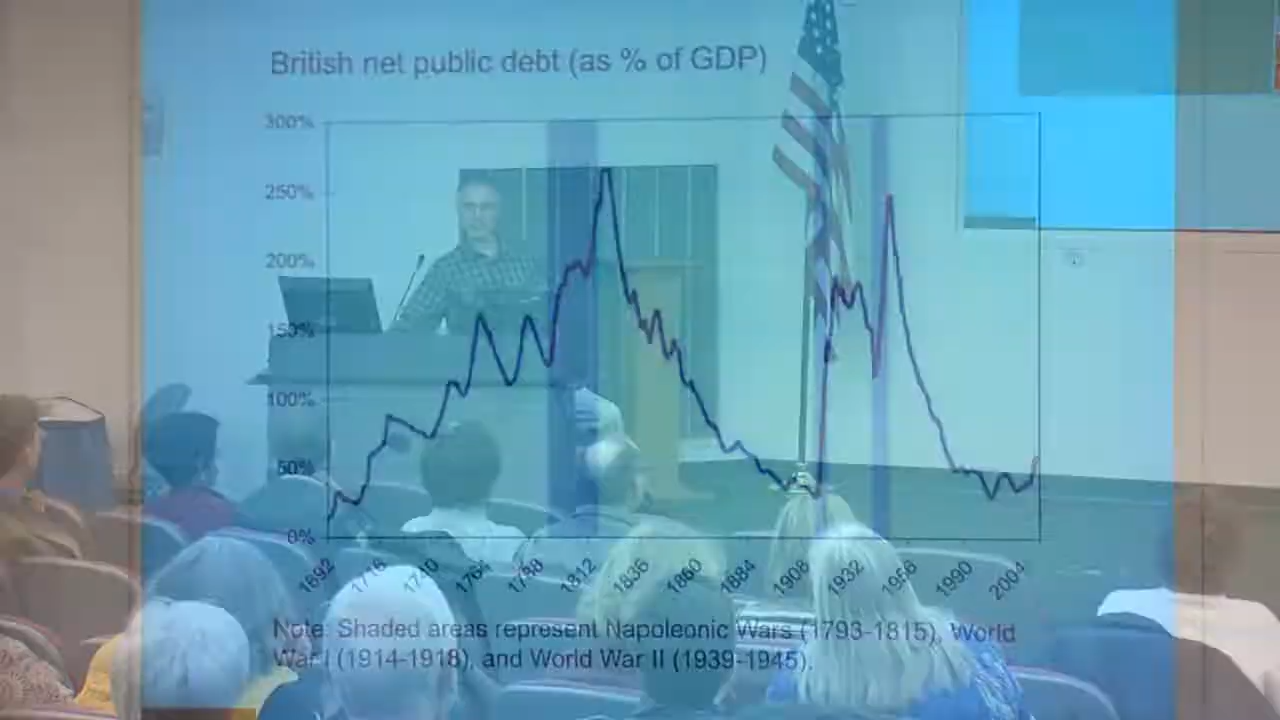 British net public debt (as % of GDP)
300%
250%
200%
150%
100%
50%
0%
1692 1716 1740 1764 1788 1812 1836 1860 1884 1908 1932 1956 1990 2004
Note: Shaded areas represent Napoleonic Wars (1793-1815), World
War I (1914-1918), and World War II (1939-1945).